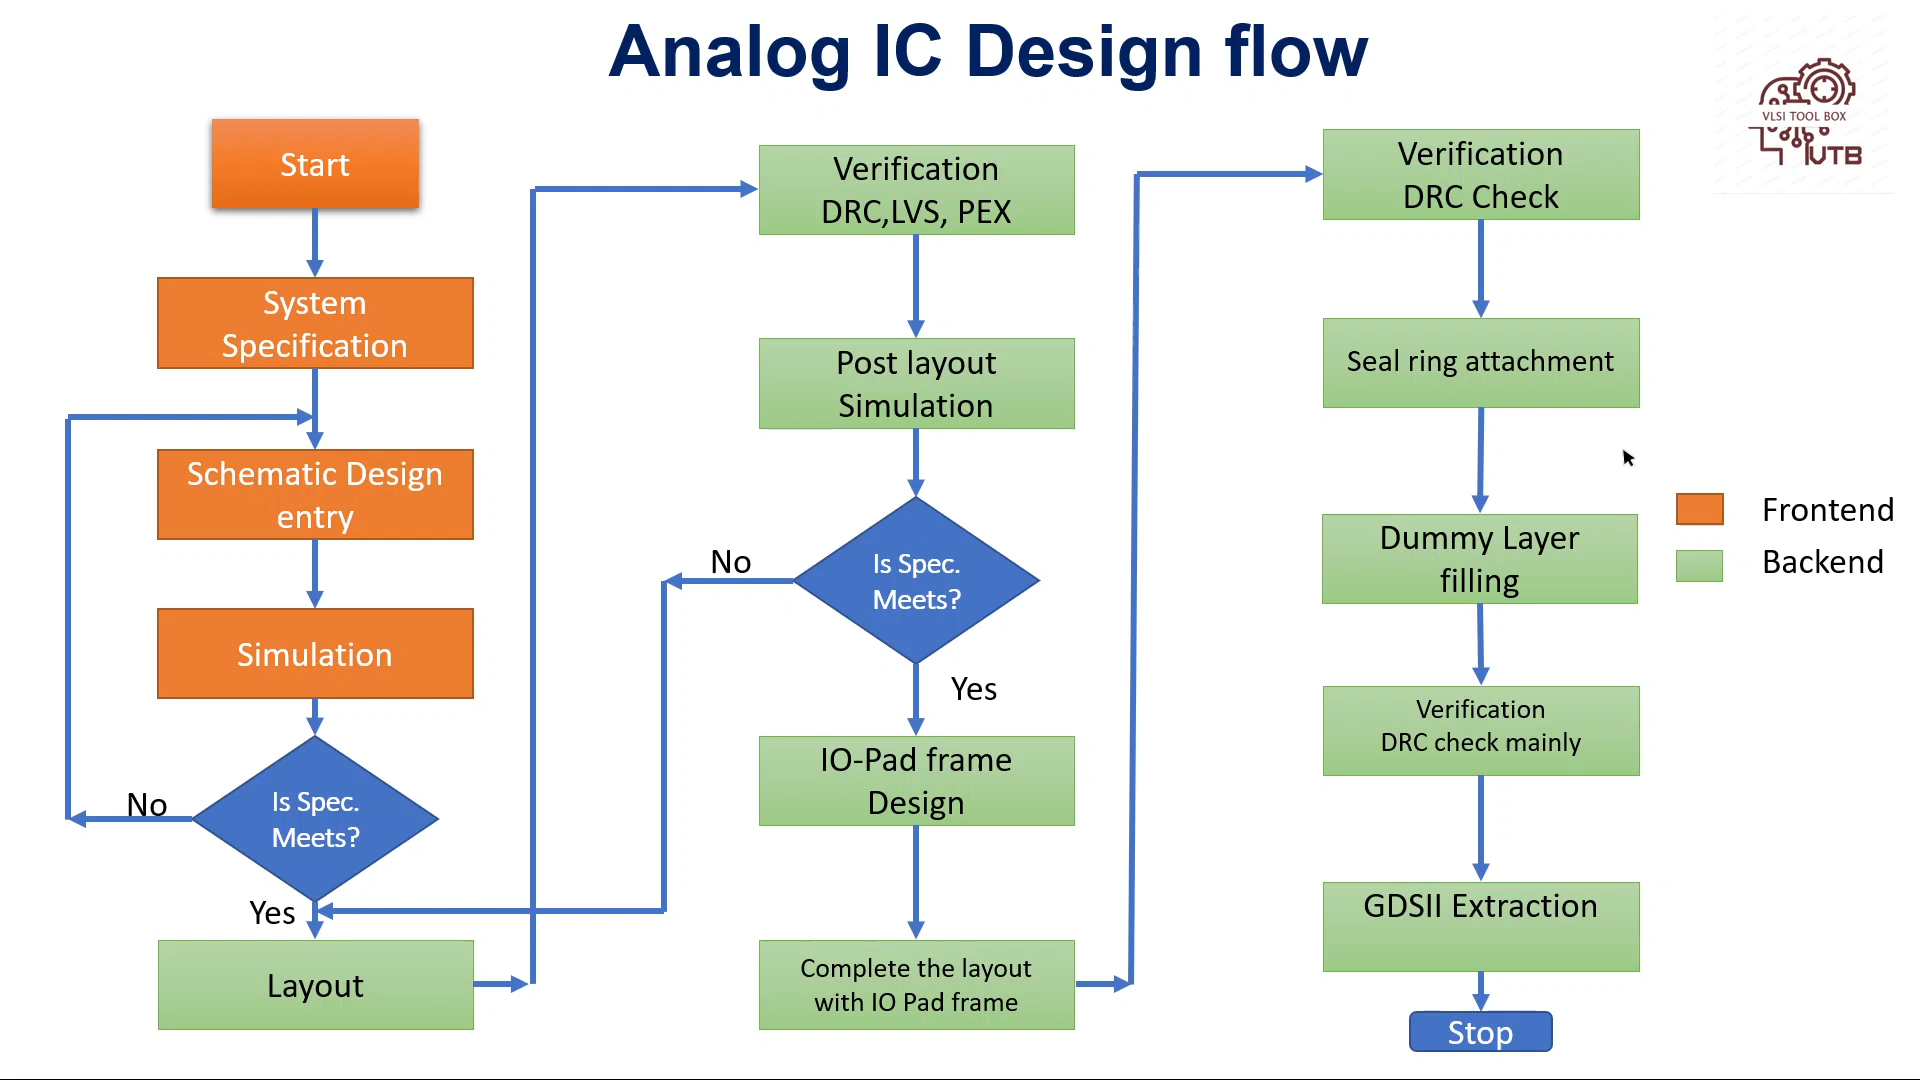 Analog IC Design flow
VLSI TOOL BOX
VTB
Start
System
Specification
Schematic Design
entry
Simulation
Is Spec.
Meets?
No
Yes
Layout
Verification
DRC,LVS, PEX
Post layout
Simulation
Is Spec.
Meets?
No
Yes
IO-Pad frame
Design
Complete the layout
with IO Pad frame
Verification
DRC Check
Seal ring attachment
Dummy Layer
filling
Verification
DRC check mainly
GDSII Extraction
Stop
Frontend
Backend